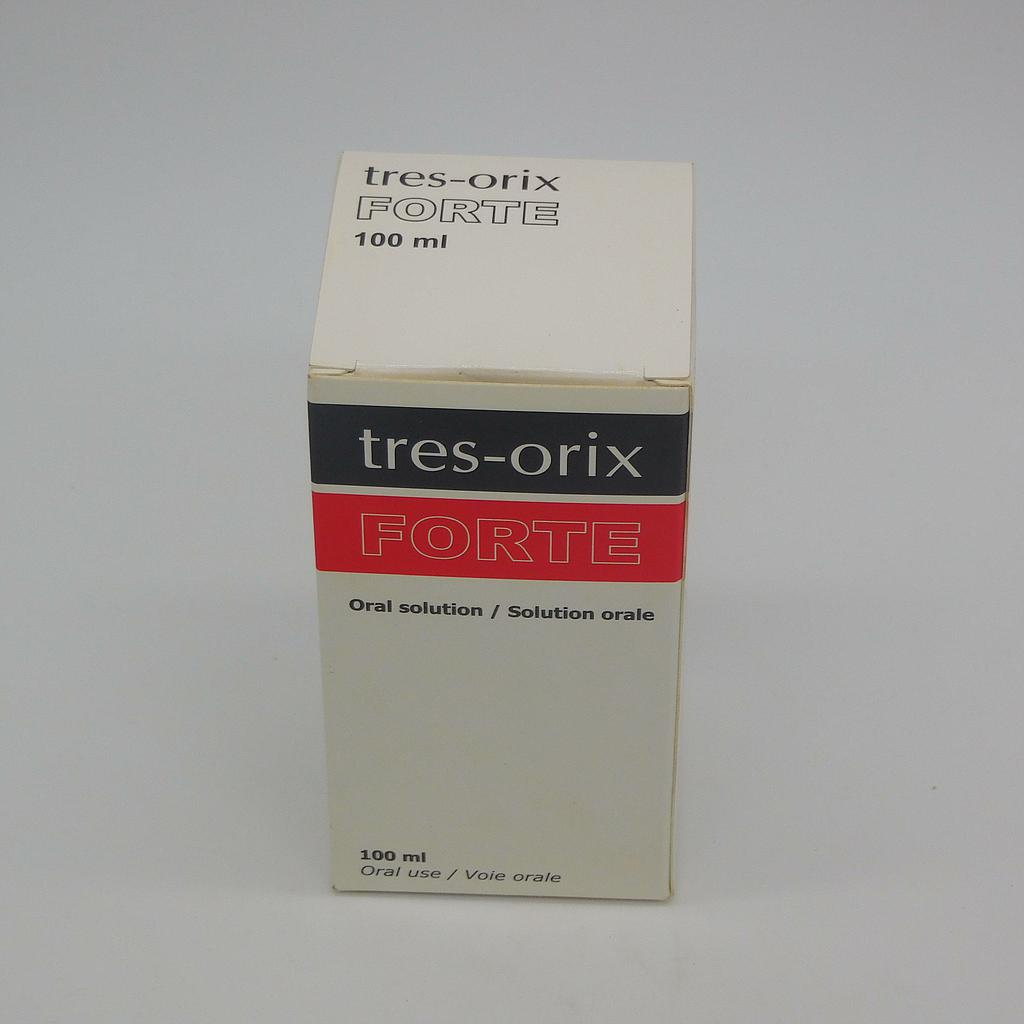 tres-orix
FORTE
100 ml
tres-orix
FORTE
Oral solution / Solution orale
100 ml
Oral use / Voie orale